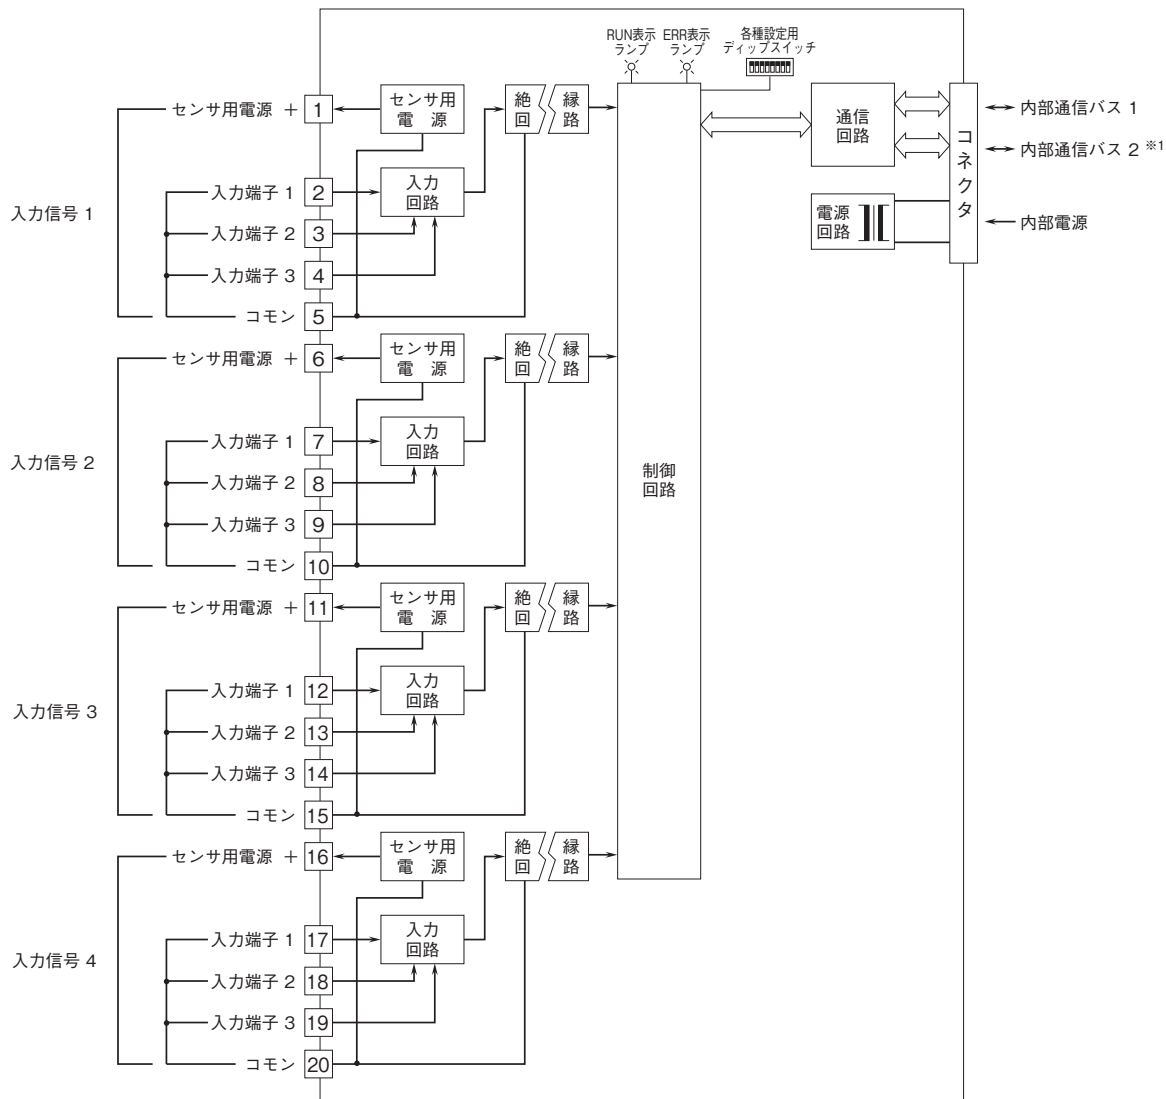 RUN表示
ランプ
ERR表示
ランプ
各種設定用
ディップスイッチ
センサ用電源 + 1
センサ用
電 源
絶 縁
回 路
通信
回路
コネクタ
内部通信バス 1
内部通信バス 2 ※1
電源
回路
内部電源
入力信号 1
入力端子 1 2
入力
回路
入力端子 2 3
入力端子 3 4
コモン 5
センサ用電源 + 6
センサ用
電 源
絶 縁
回 路
入力信号 2
入力端子 1 7
入力
回路
入力端子 2 8
入力端子 3 9
コモン 10
制御
回路
センサ用電源 + 11
センサ用
電 源
絶 縁
回 路
入力信号 3
入力端子 1 12
入力
回路
入力端子 2 13
入力端子 3 14
コモン 15
センサ用電源 + 16
センサ用
電 源
絶 縁
回 路
入力信号 4
入力端子 1 17
入力
回路
入力端子 2 18
入力端子 3 19
コモン 20